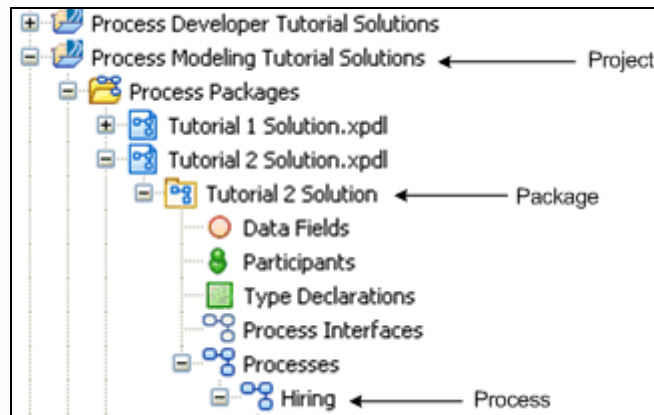 Process Developer Tutorial Solutions
Process Modeling Tutorial Solutions Project
Process Packages
Tutorial 1 Solution.xpdl
Tutorial 2 Solution.xpdl
Tutorial 2 Solution Package
Data Fields
Participants
Type Declarations
Process Interfaces
Processes
Hiring Process